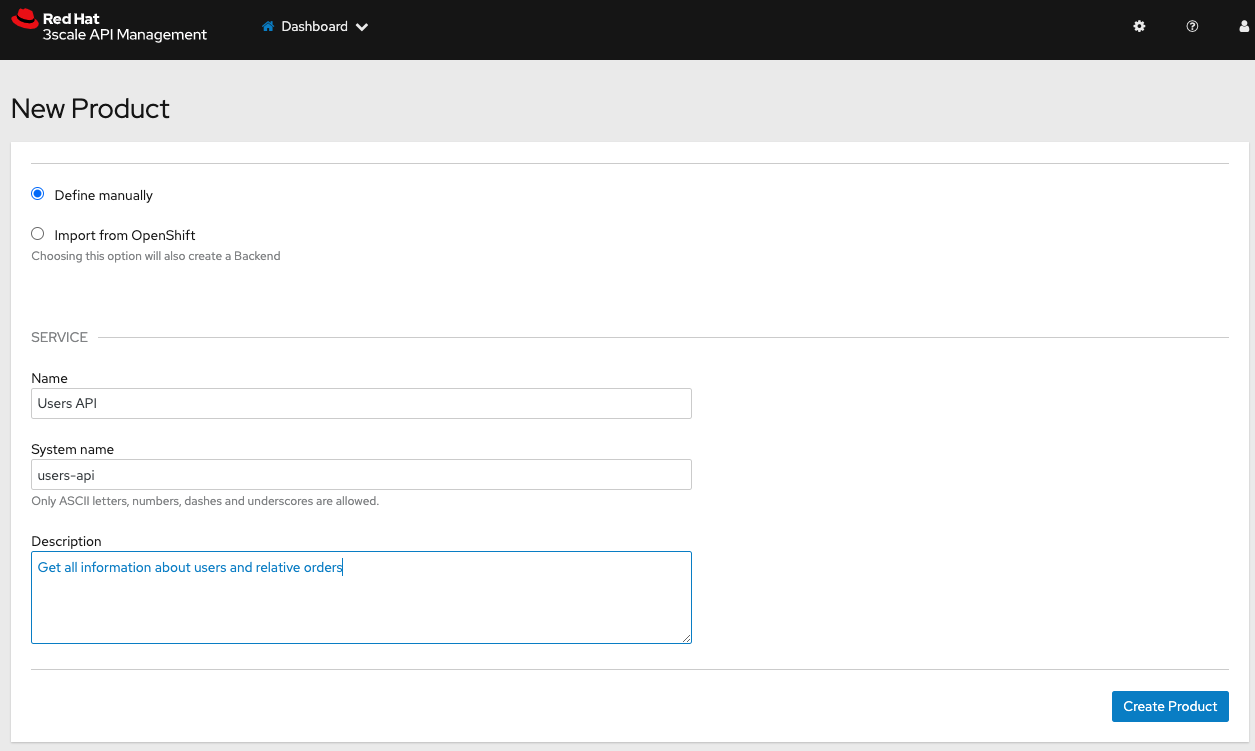 Red Hat
3scale API Management
Dashboard
New Product
Define manually
Import from OpenShift
Choosing this option will also create a Backend
SERVICE
Name
Users API
System name
users-api
Only ASCII letters, numbers, dashes and underscores are allowed.
Description
Get all information about users and relative orders
Create Product